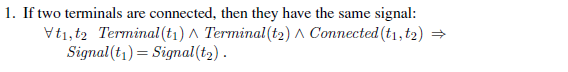 1. If two terminals are connected, then they have the same signal:
∀t₁, t₂ Terminal(t₁) ∧ Terminal(t₂) ∧ Connected(t₁, t₂) ⇒
Signal(t₁) = Signal(t₂) .